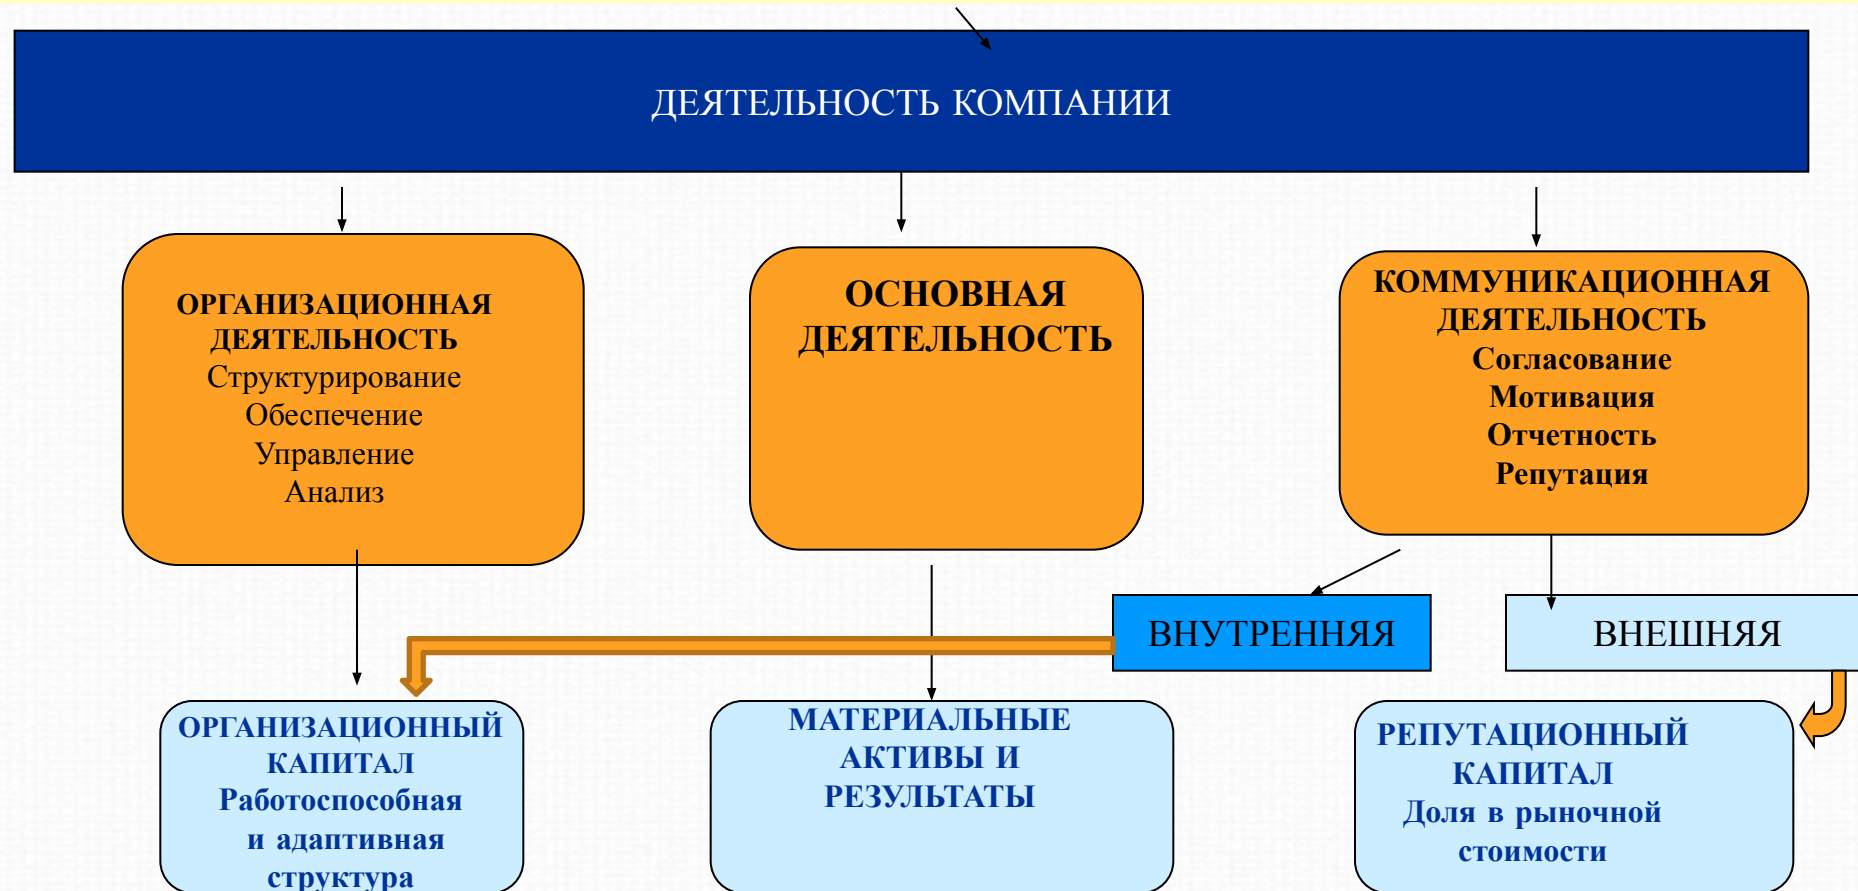 ДЕЯТЕЛЬНОСТЬ КОМПАНИИ
ОРГАНИЗАЦИОННАЯ
ДЕЯТЕЛЬНОСТЬ
Структурирование
Обеспечение
Управление
Анализ
ОСНОВНАЯ
ДЕЯТЕЛЬНОСТЬ
КОММУНИКАЦИОННАЯ
ДЕЯТЕЛЬНОСТЬ
Согласование
Мотивация
Отчетность
Репутация
ВНУТРЕННЯЯ
ВНЕШНЯЯ
ОРГАНИЗАЦИОННЫЙ
КАПИТАЛ
Работоспособная
и адаптивная
структура
МАТЕРИАЛЬНЫЕ
АКТИВЫ И
РЕЗУЛЬТАТЫ
РЕПУТАЦИОННЫЙ
КАПИТАЛ
Доля в рыночной
стоимости